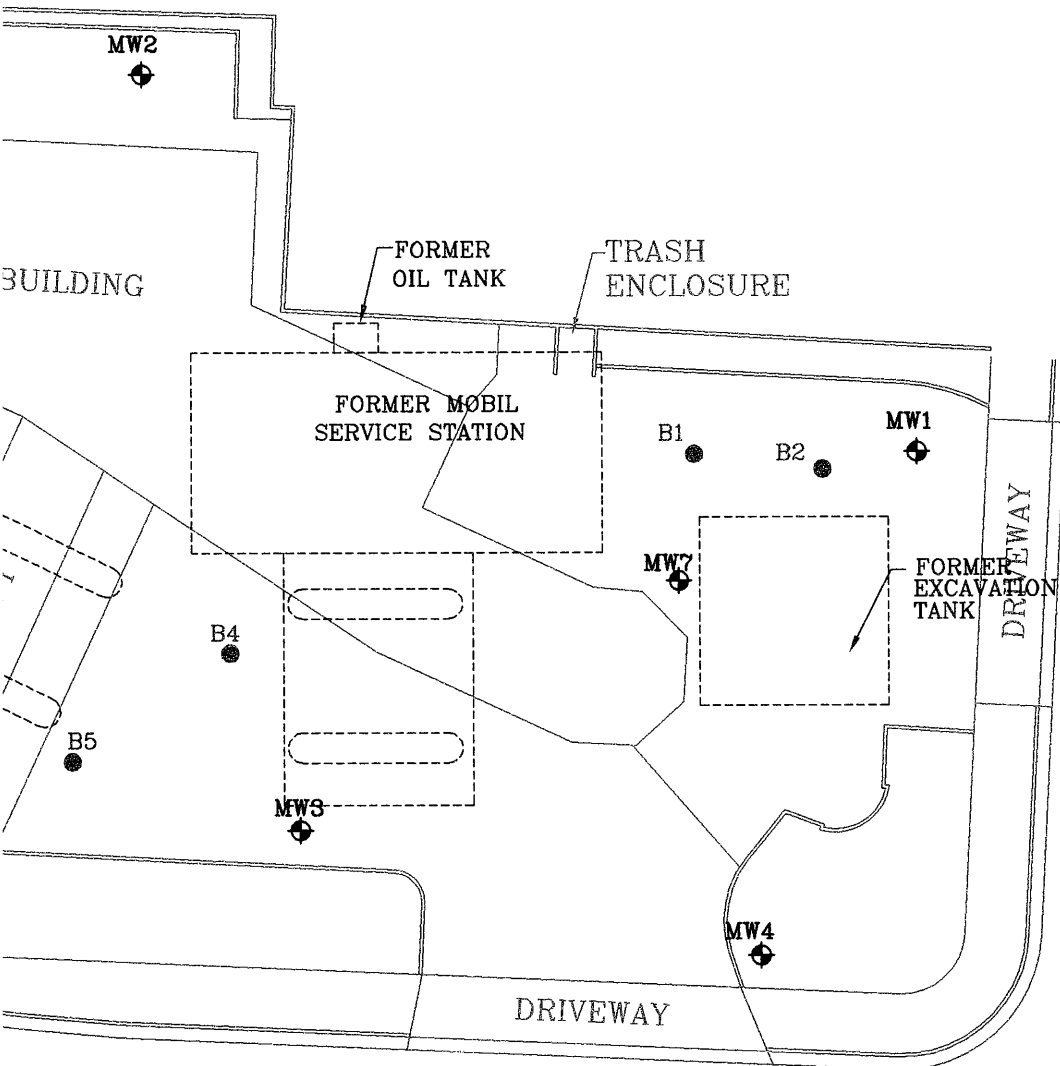 MW2
FORMER
OIL TANK
TRASH
ENCLOSURE
BUILDING
FORMER MOBIL
SERVICE STATION
B1
B2
MW1
MW7
FORMER
EXCAVATION
TANK
DRIVEWAY
B4
B5
MW3
MW4
DRIVEWAY